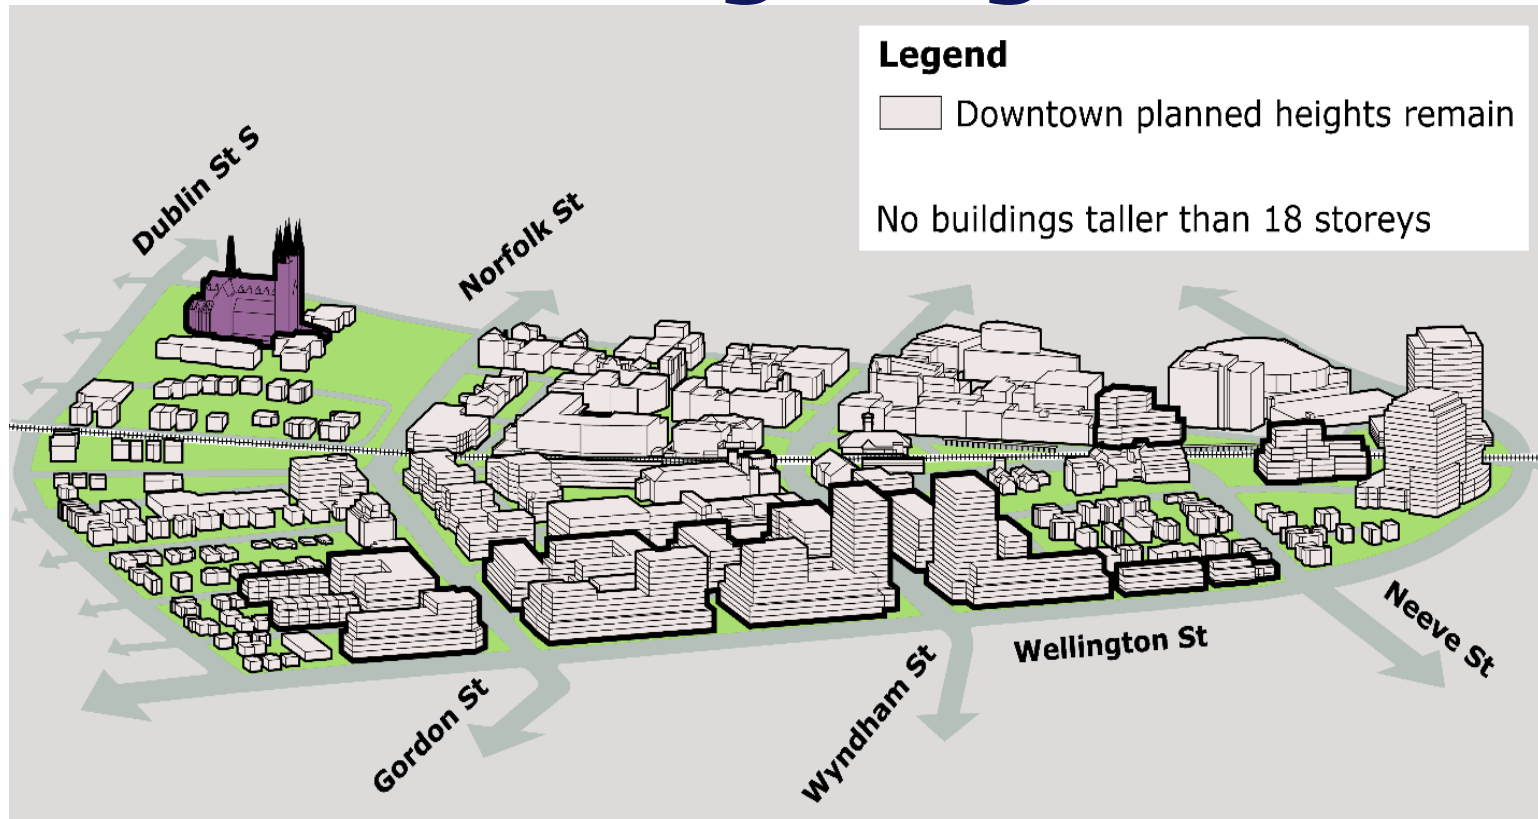 Legend
Downtown planned heights remain
No buildings taller than 18 storeys
Dublin St S
Norfolk St
Gordon St
Wyndham St
Wellington St
Neeve St